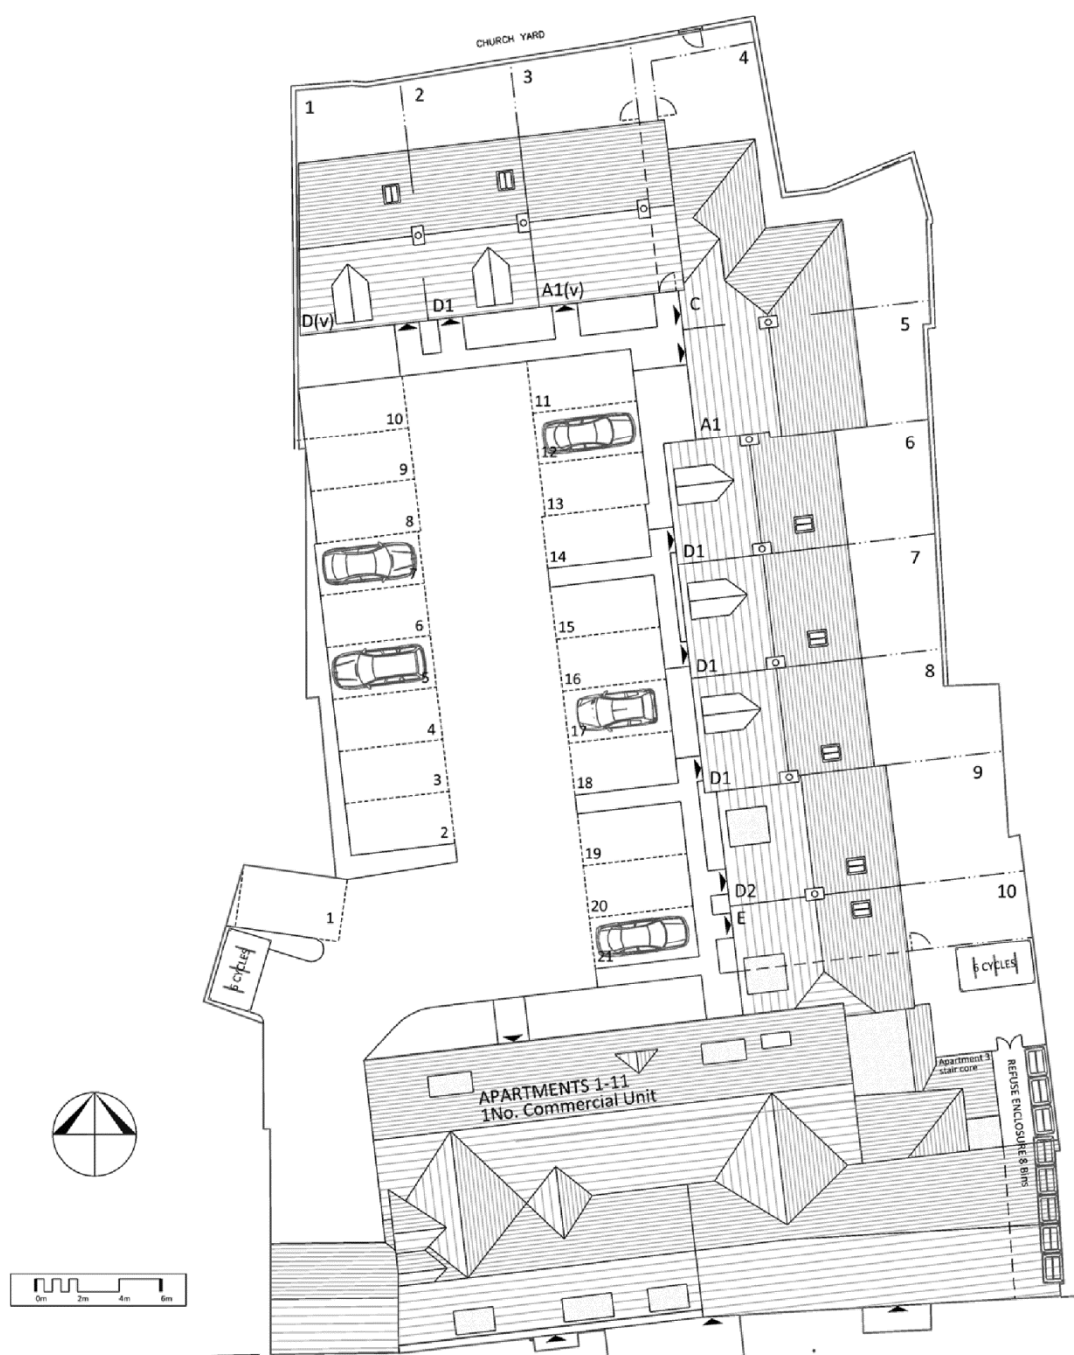 CHURCH YARD
1
2
3
4
D(v)
D1
A1(v)
C
5
A1
6
D1
7
D1
8
D1
9
D2
10
E
10
9
8
7
6
5
4
3
2
1
11
12
13
14
15
16
17
18
19
20
21
6 CYCLES
6 CYCLES
APARTMENTS 1-11
1No. Commercial Unit
Apartment 3
stair core
REFUSE ENCLOSURE & Bins
0m 2m 4m 6m